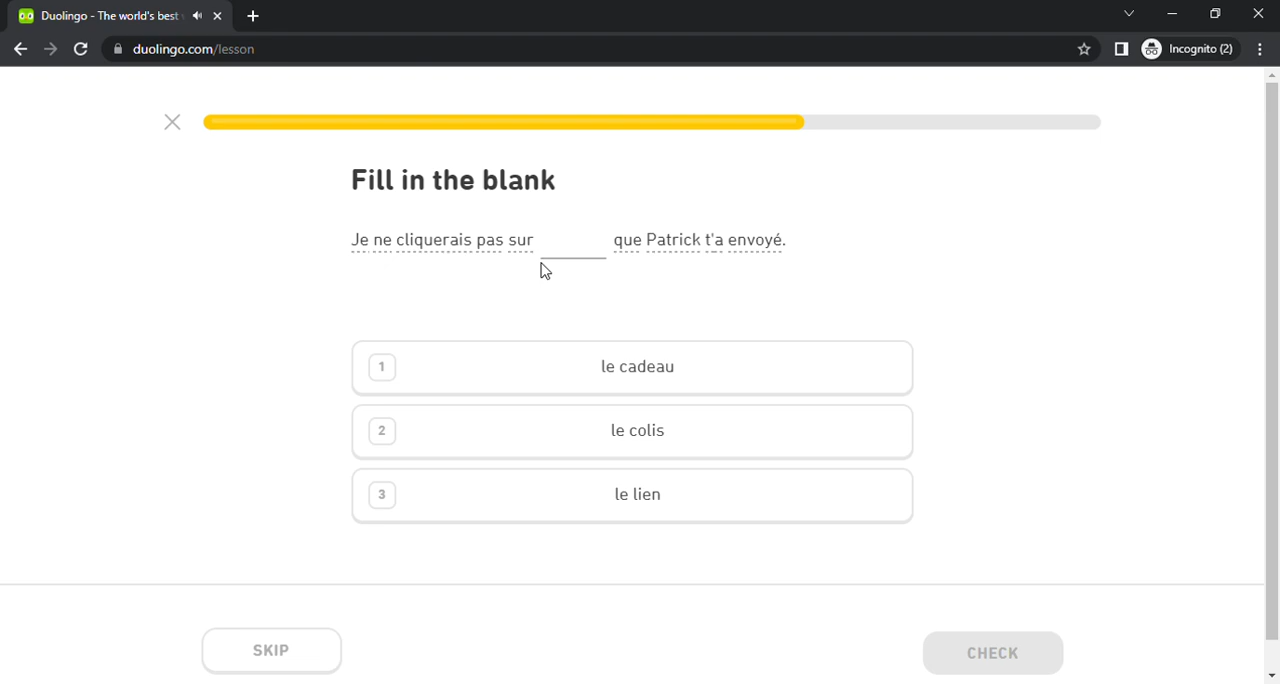 Duolingo - The world's best
duolingo.com/lesson
Incognito (2)
Fill in the blank
Je ne cliquerais pas sur ______ que Patrick t'a envoyé.
1 le cadeau
2 le colis
3 le lien
SKIP
CHECK